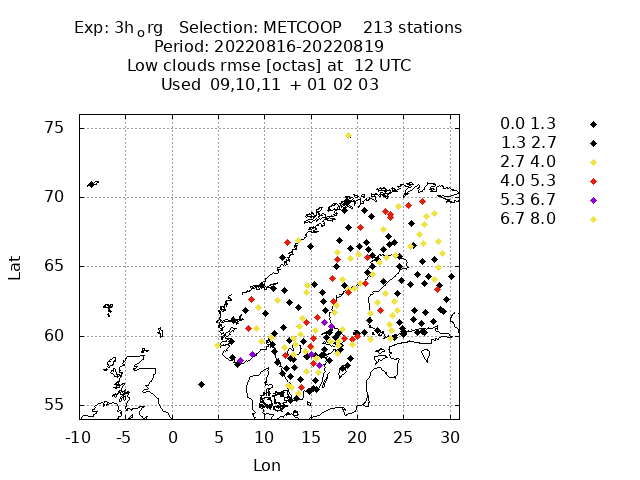 Exp: 3h_org Selection: METCOOP 213 stations
Period: 20220816-20220819
Low clouds rmse [octas] at 12 UTC
Used 09,10,11 + 01 02 03
0.0 1.3
1.3 2.7
2.7 4.0
4.0 5.3
5.3 6.7
6.7 8.0
75
70
65
60
55
Lat
-10 -5 0 5 10 15 20 25 30
Lon